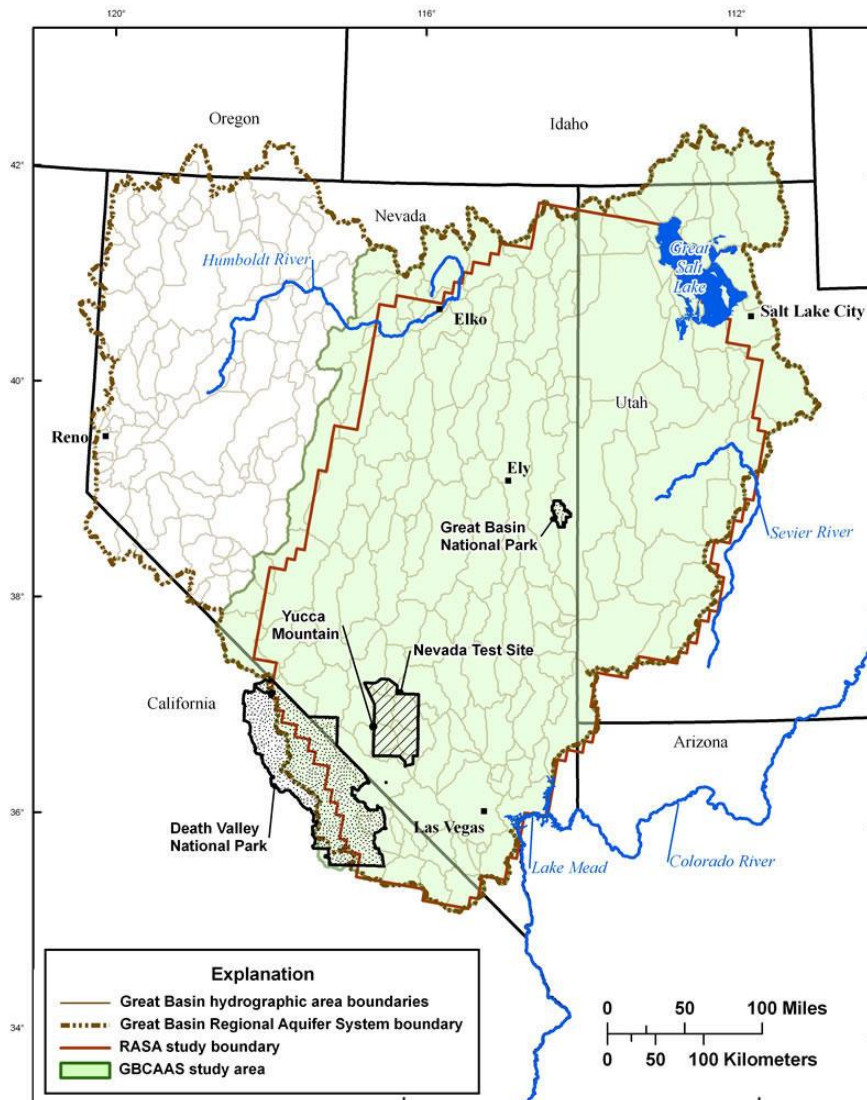 120°
116°
112°
Oregon
Idaho
42°
Nevada
Humboldt River
Great
Salt
Lake
Elko
Salt Lake City
40°
Utah
Reno
Ely
Great Basin
National Park
Sevier River
38°
Yucca
Mountain
Nevada Test Site
California
Arizona
36°
Las Vegas
Death Valley
National Park
Lake Mead
Colorado River
Explanation
Great Basin hydrographic area boundaries
Great Basin Regional Aquifer System boundary
RASA study boundary
GBCAAS study area
0 50 100 Miles
0 50 100 Kilometers
34°